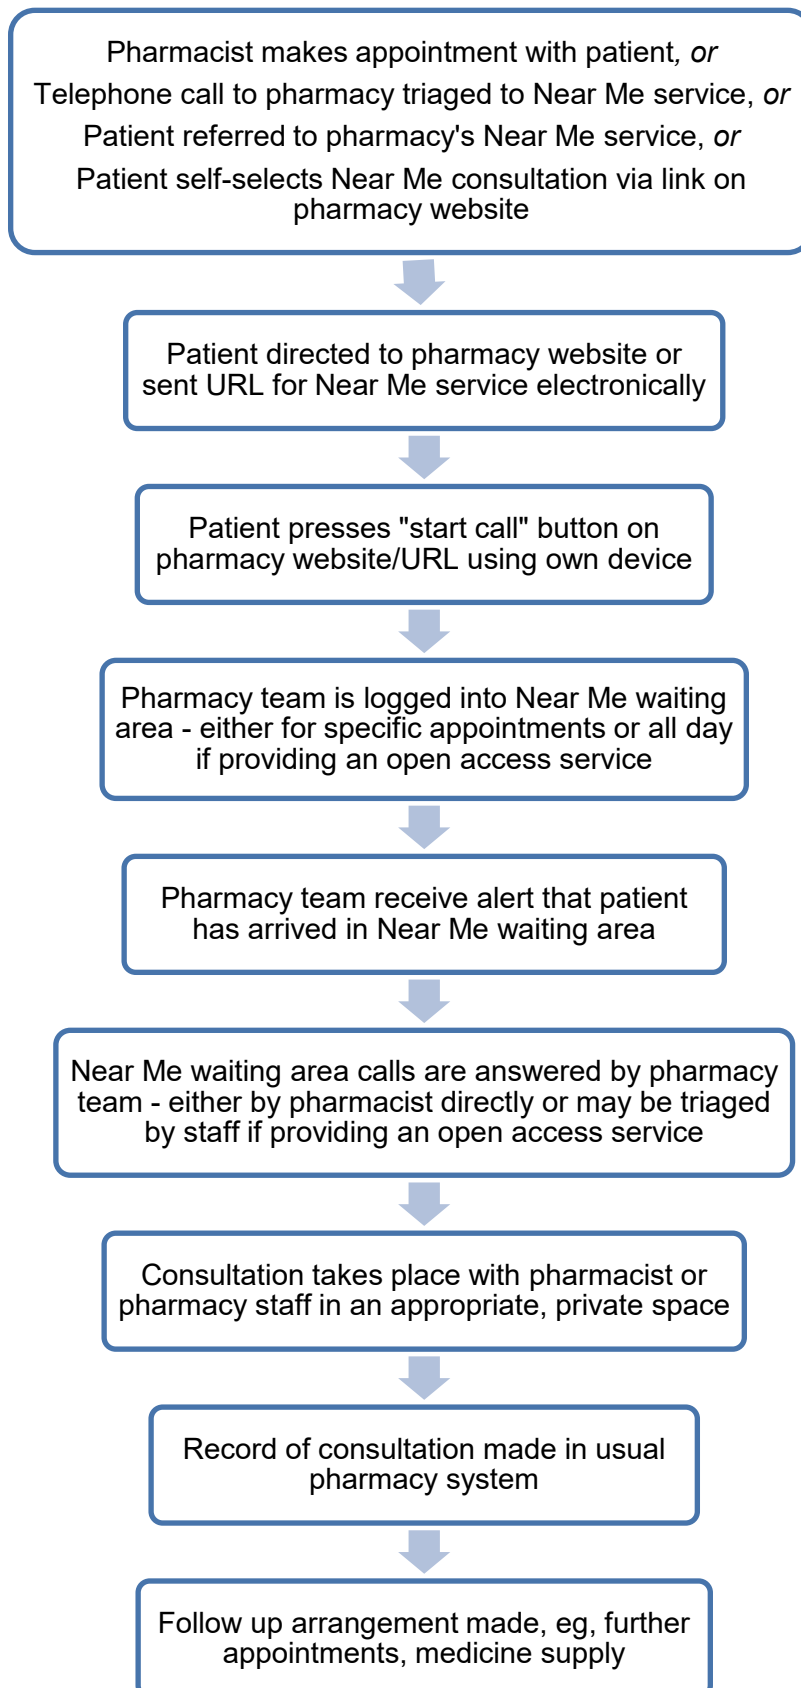 Pharmacist makes appointment with patient, or
Telephone call to pharmacy triaged to Near Me service, or
Patient referred to pharmacy's Near Me service, or
Patient self-selects Near Me consultation via link on
pharmacy website
Patient directed to pharmacy website or
sent URL for Near Me service electronically
Patient presses "start call" button on
pharmacy website/URL using own device
Pharmacy team is logged into Near Me waiting
area - either for specific appointments or all day
if providing an open access service
Pharmacy team receive alert that patient
has arrived in Near Me waiting area
Near Me waiting area calls are answered by pharmacy
team - either by pharmacist directly or may be triaged
by staff if providing an open access service
Consultation takes place with pharmacist or
pharmacy staff in an appropriate, private space
Record of consultation made in usual
pharmacy system
Follow up arrangement made, eg, further
appointments, medicine supply